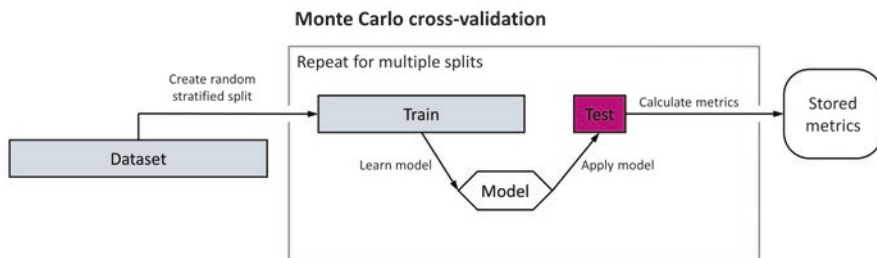 Monte Carlo cross-validation
Repeat for multiple splits
Create random
stratified split
Train
Test
Calculate metrics
Stored
metrics
Dataset
Learn model
Model
Apply model